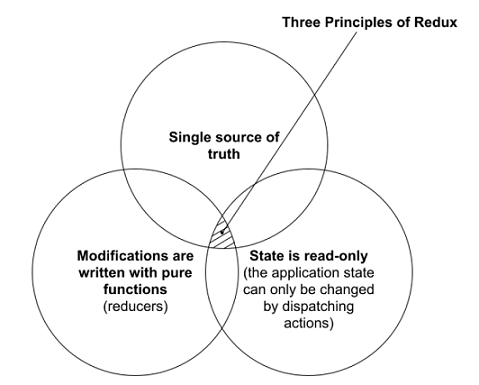 Three Principles of Redux
Single source of
truth
Modifications are
written with pure
functions
(reducers)
State is read-only
(the application state
can only be changed
by dispatching
actions)